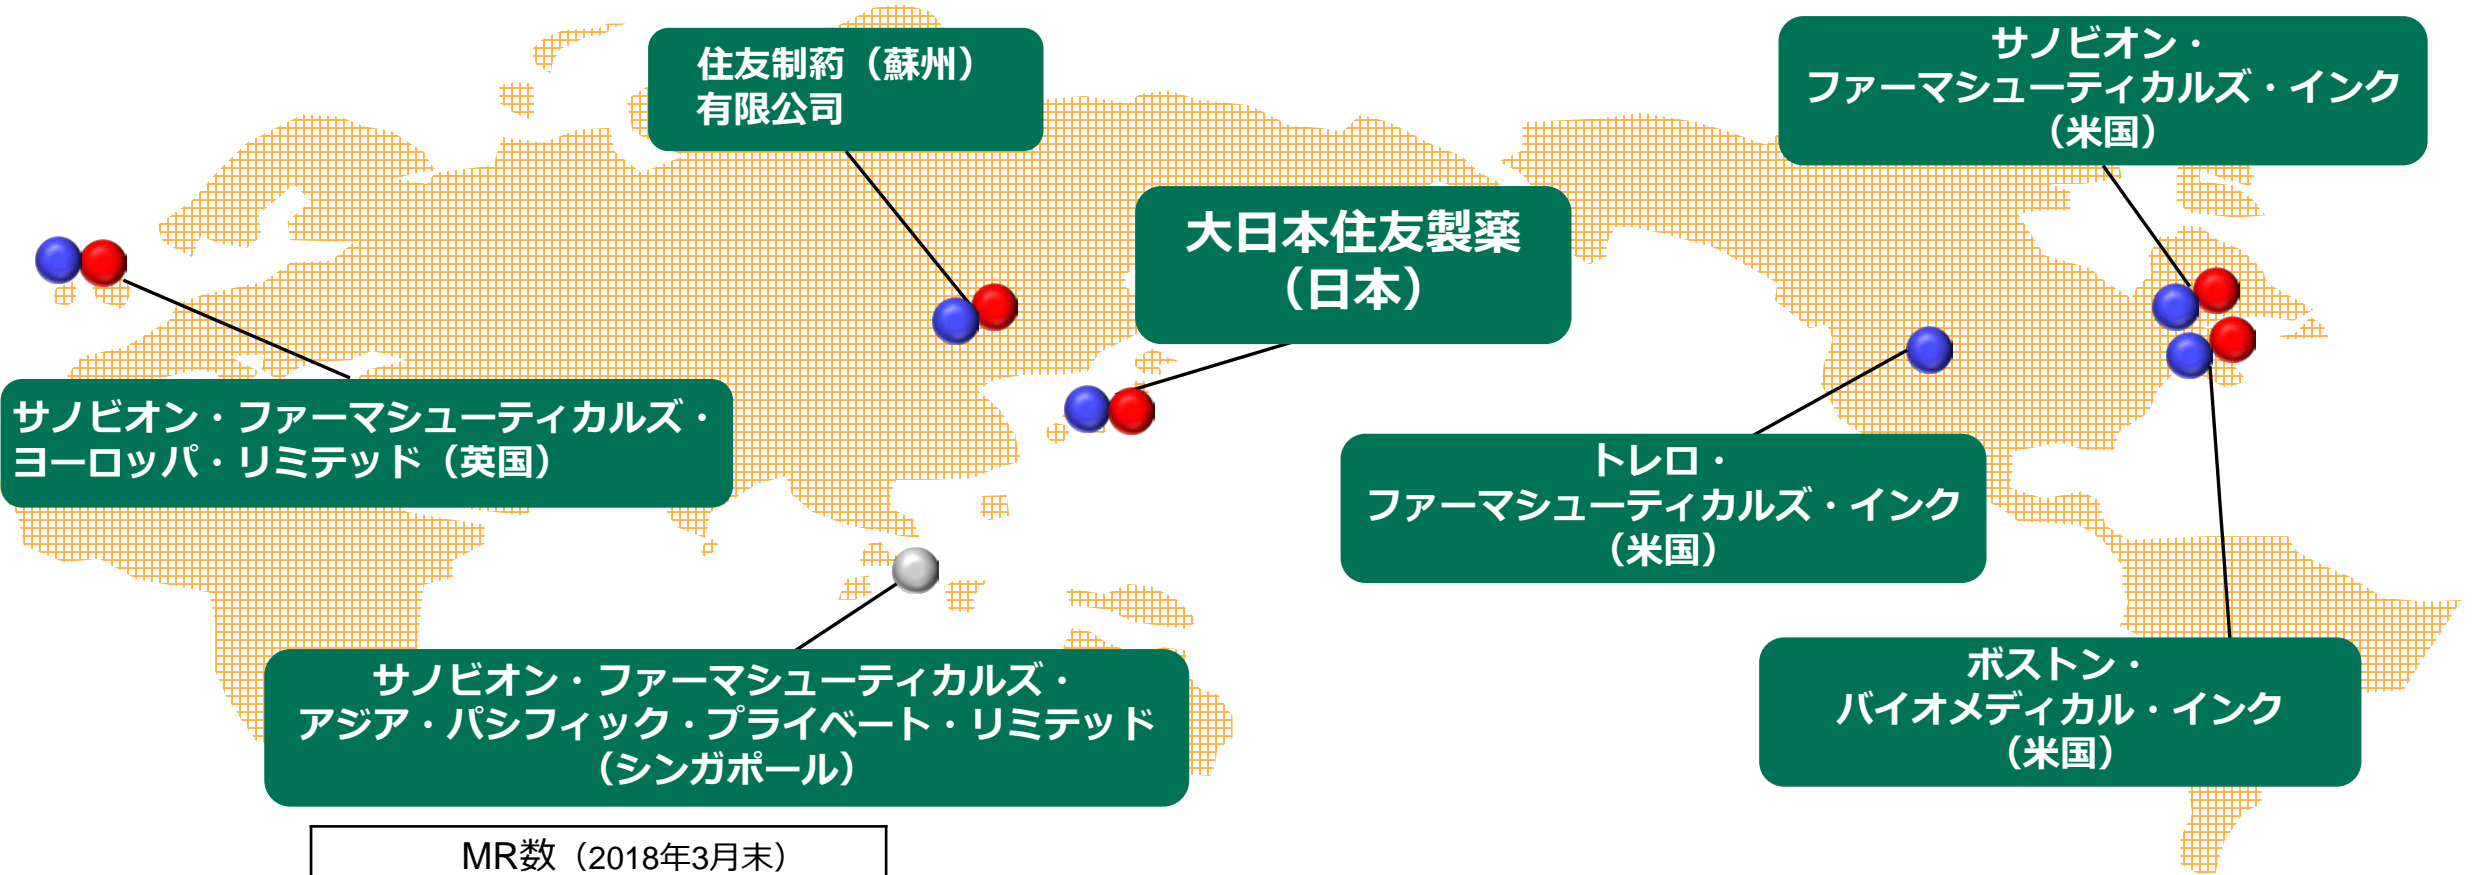 住友制葯（蘇州）
有限公司
サノビオン・
ファーマシューティカルズ・インク
（米国）
大日本住友製薬
（日本）
サノビオン・ファーマシューティカルズ・
ヨーロッパ・リミテッド（英国）
トレロ・
ファーマシューティカルズ・インク
（米国）
サノビオン・ファーマシューティカルズ・
アジア・パシフィック・プライベート・リミテッド
（シンガポール）
ボストン・
バイオメディカル・インク
（米国）
MR数（2018年3月末）